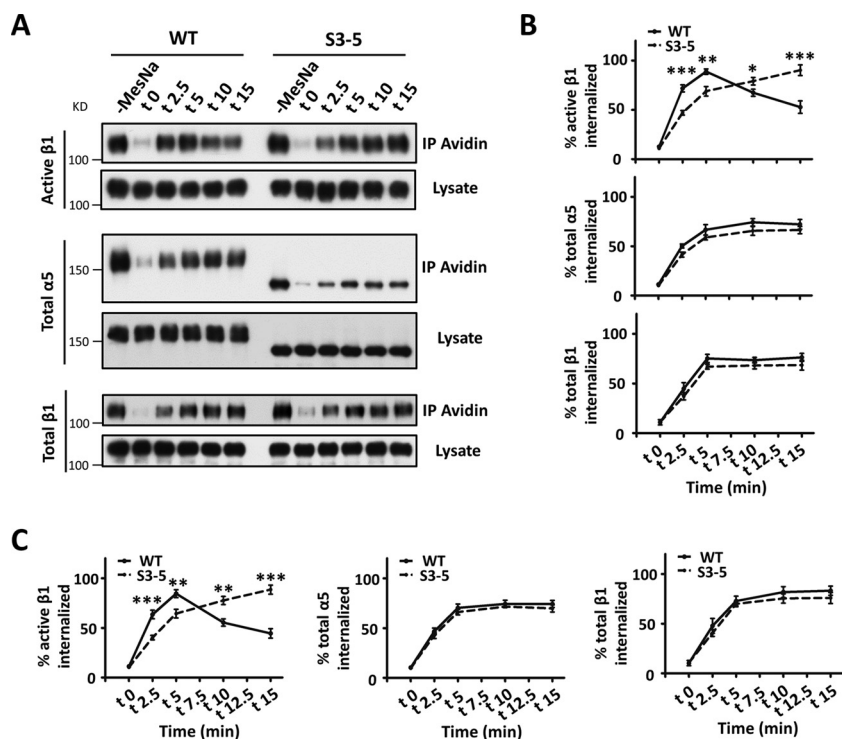 A
WT
S3-5
KD
-MesNa
t 0
t 2.5
t 5
t 10
t 15
-MesNa
t 0
t 2.5
t 5
t 10
t 15
Active β1
100
IP Avidin
100
Lysate
Total α5
150
IP Avidin
150
Lysate
Total β1
100
IP Avidin
100
Lysate
B
WT
S3-5
% active β1
internalized
100
50
0
***
**
*
***
% total α5
internalized
100
50
0
% total β1
internalized
100
50
0
t 0
t 2.5
t 5
t 7.5
t 10
t 12.5
t 15
Time (min)
C
WT
S3-5
% active β1
internalized
100
50
0
***
**
**
***
t 0
t 2.5
t 5
t 7.5
t 10
t 12.5
t 15
Time (min)
WT
S3-5
% total α5
internalized
100
50
0
t 0
t 2.5
t 5
t 7.5
t 10
t 12.5
t 15
Time (min)
WT
S3-5
% total β1
internalized
100
50
0
t 0
t 2.5
t 5
t 7.5
t 10
t 12.5
t 15
Time (min)